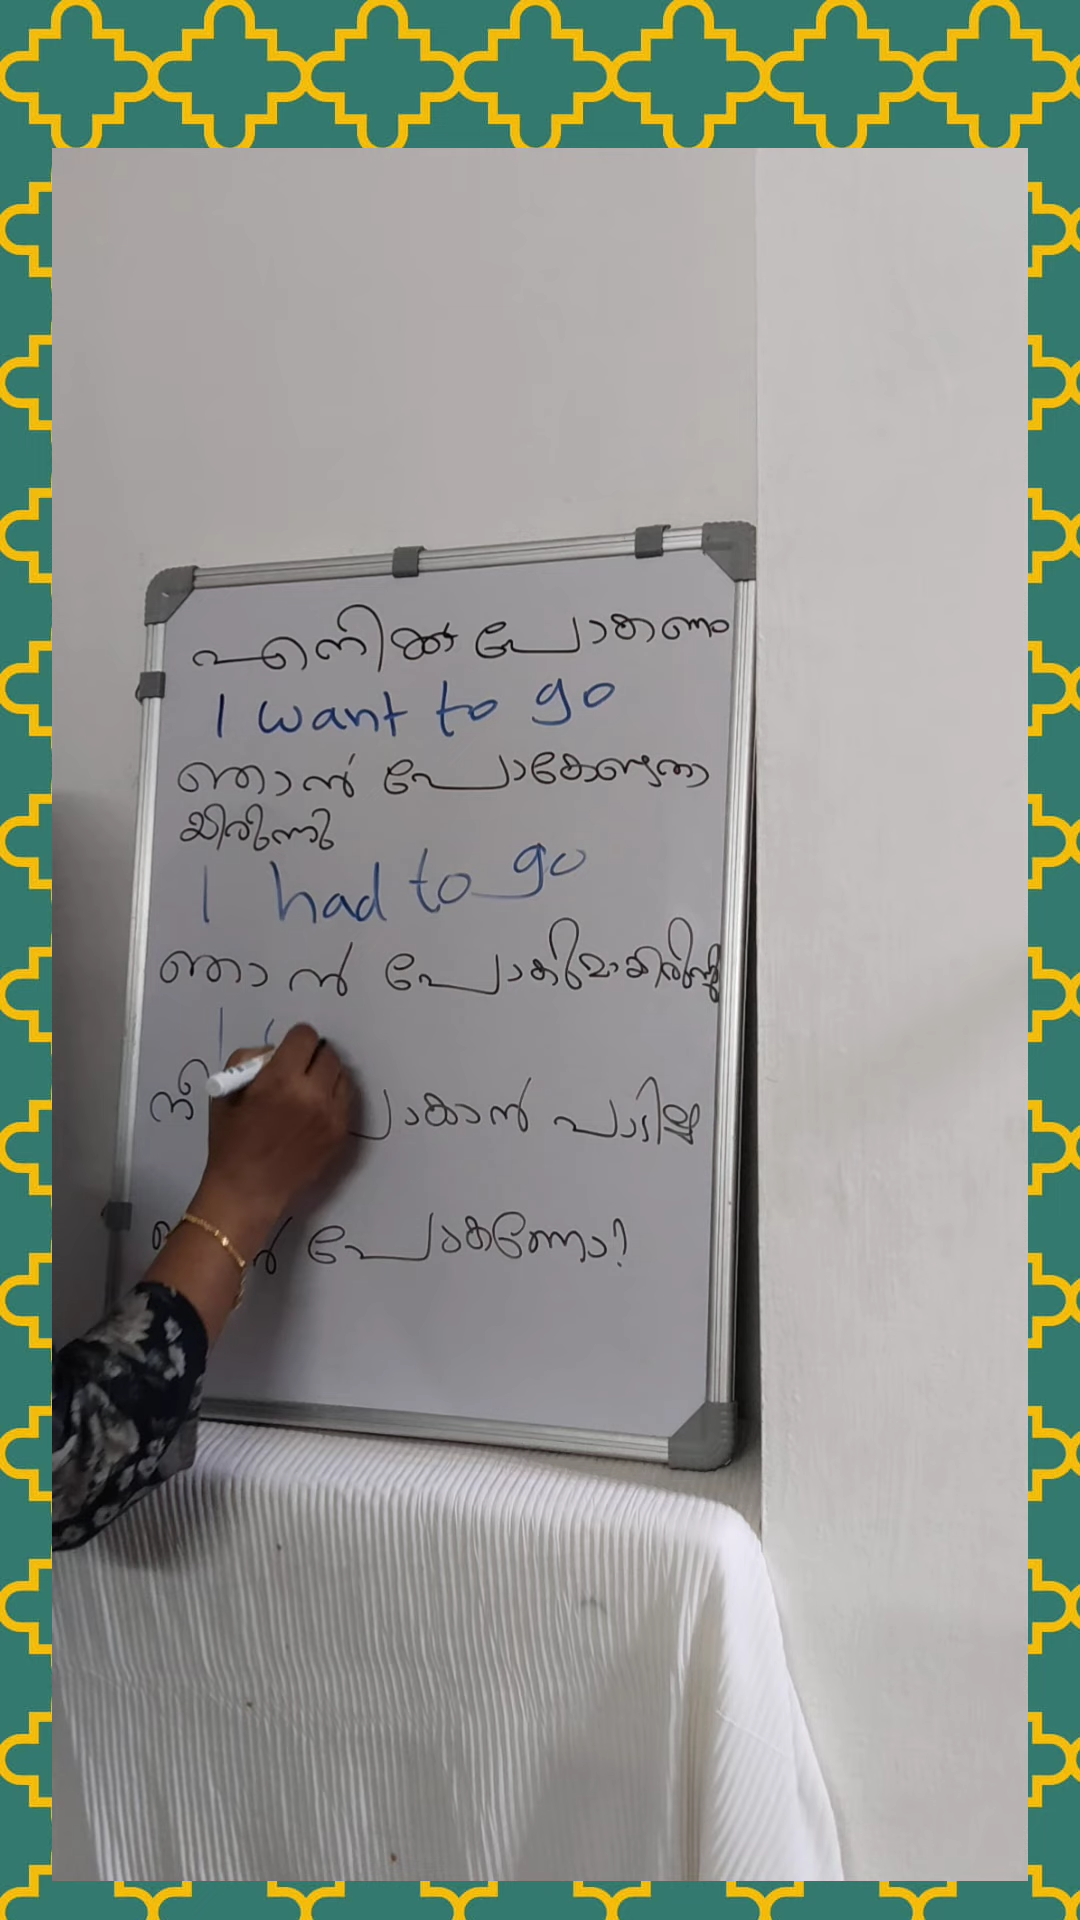 എനിക്ക് പോകണം
I want to go
ഞാൻ പോകേണ്ടതാ
യിരുന്നു
I had to go
ഞാൻ പോകുമായിരുന്നു
I
പാടില്ല
പോകണോ?